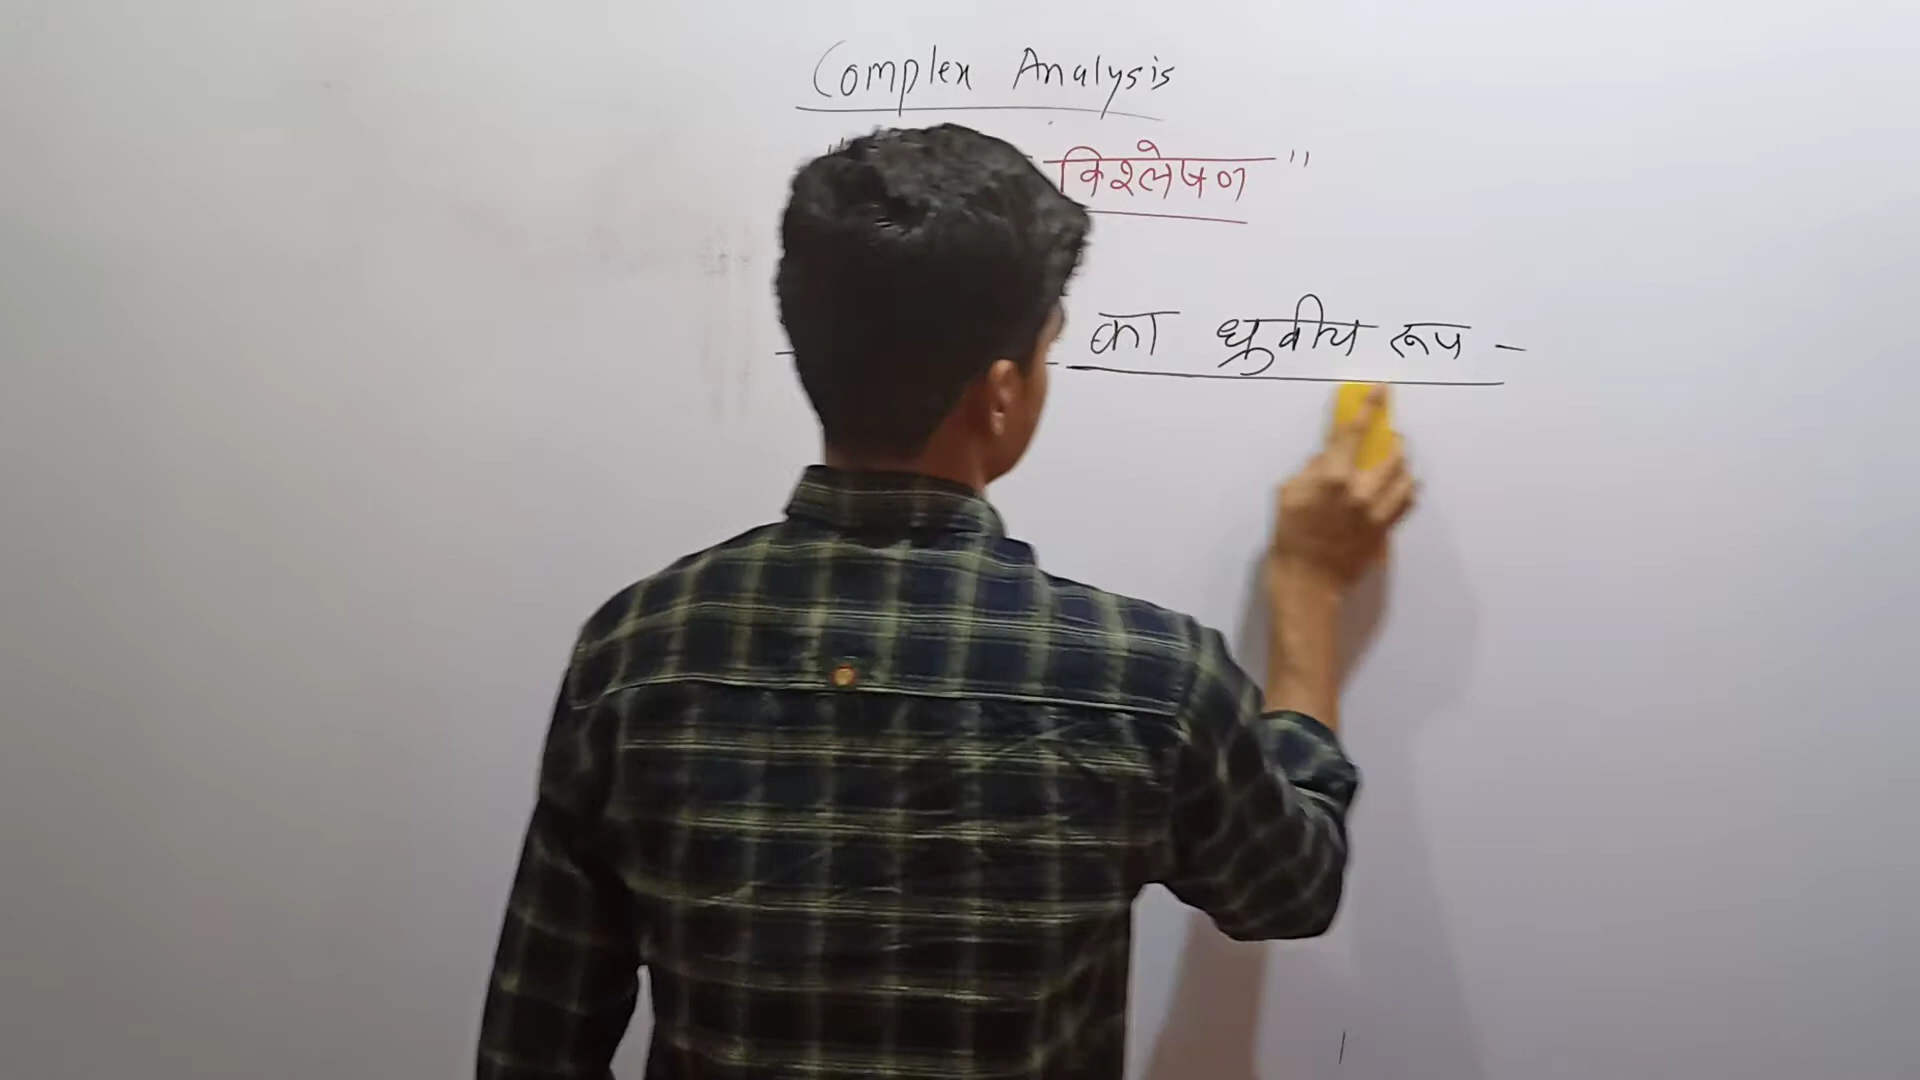 Complex Analysis
विश्लेषण"
का ध्रुवीय रूप -